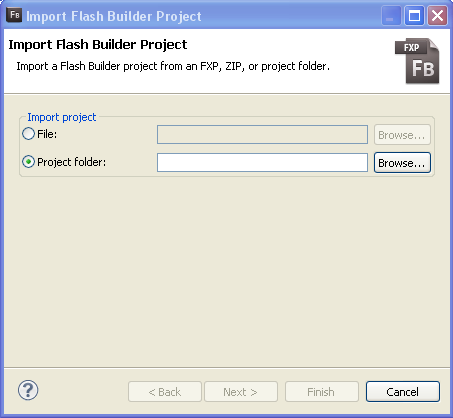 FB Import Flash Builder Project
Import Flash Builder Project
Import a Flash Builder project from an FXP, ZIP, or project folder.
FXP
FB
Import project
File: Browse...
Project folder: Browse...
? < Back Next > Finish Cancel